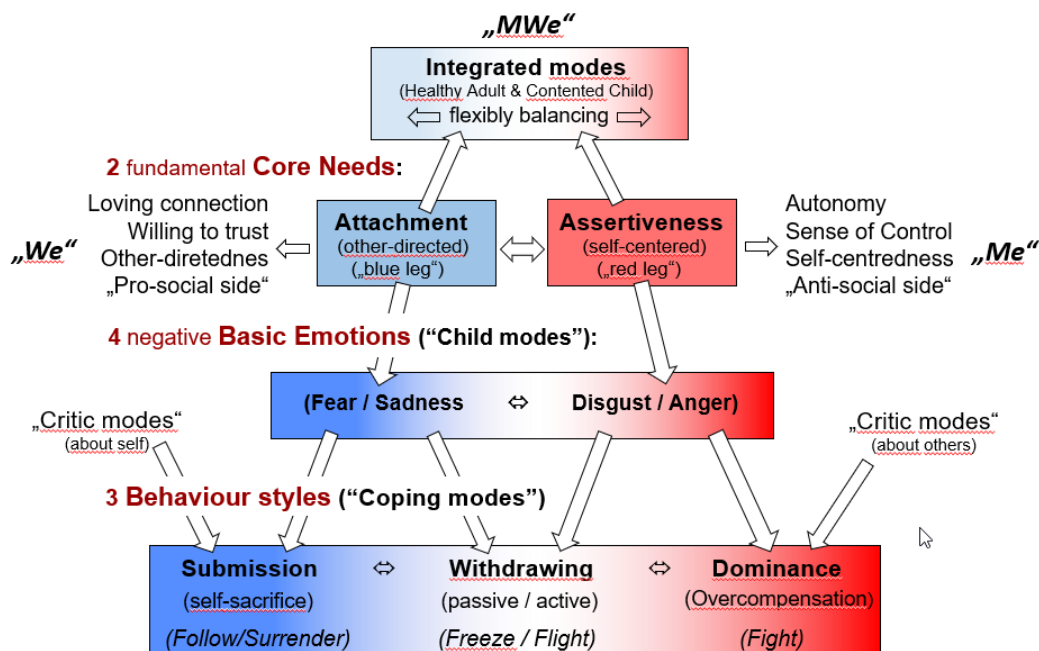 „MWe“
Integrated modes
(Healthy Adult & Contented Child)
flexibly balancing
2 fundamental Core Needs:
Loving connection
Willing to trust
Other-diretednes
„Pro-social side“
„We“
Attachment
(other-directed)
(„blue leg“)
Assertiveness
(self-centered)
(„red leg“)
Autonomy
Sense of Control
Self-centredness
„Anti-social side“
„Me“
4 negative Basic Emotions (“Child modes”):
(Fear / Sadness ⇔ Disgust / Anger)
„Critic modes“
(about self)
„Critic modes“
(about others)
3 Behaviour styles (“Coping modes”)
Submission ⇔ Withdrawing ⇔ Dominance
(self-sacrifice) (passive / active) (Overcompensation)
(Follow/Surrender) (Freeze / Flight) (Fight)